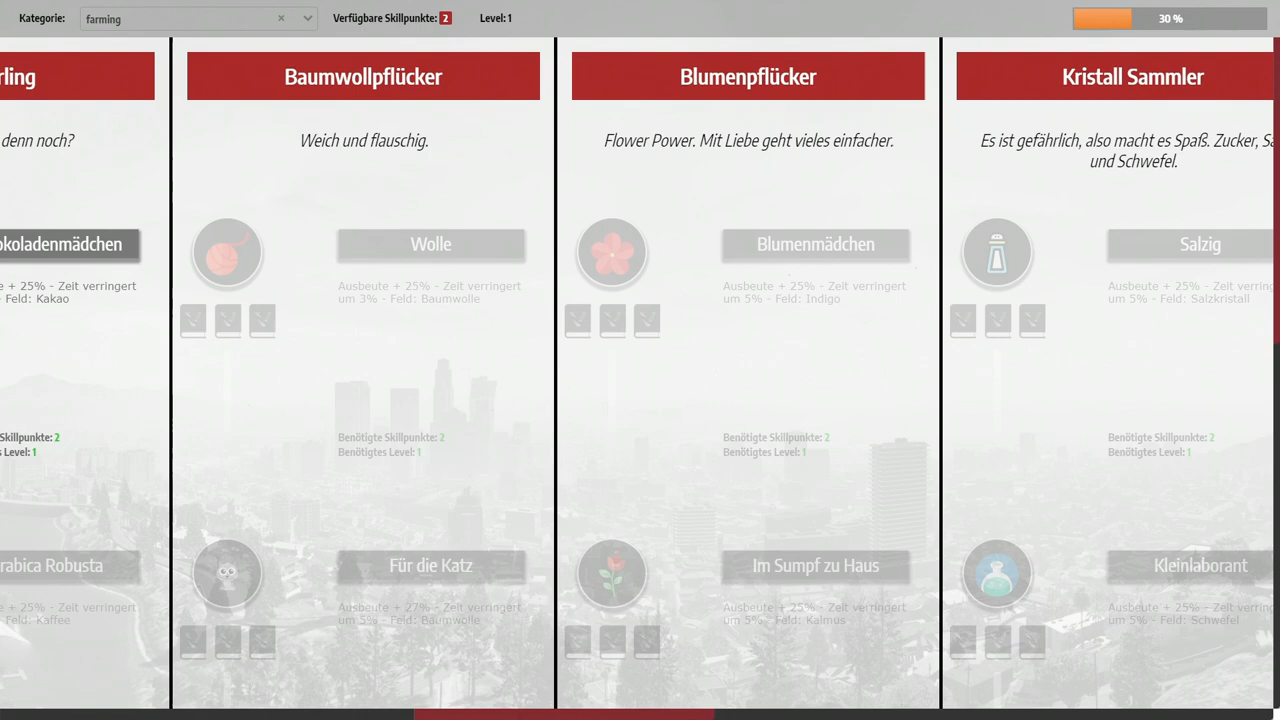 Kategorie: farming × Verfügbare Skillpunkte: 2 Level: 1 30 %
rling
denn noch?
okoladenmädchen
e + 25% - Zeit verringert
- Feld: Kakao
Skillpunkte: 2
s Level: 1
rabica Robusta
e + 25% - Zeit verringert
- Feld: Kaffee
Baumwollpflücker
Weich und flauschig.
Wolle
Ausbeute + 25% - Zeit verringert
um 3% - Feld: Baumwolle
Benötigte Skillpunkte: 2
Benötigtes Level: 1
Für die Katz
Ausbeute + 27% - Zeit verringert
um 5% - Feld: Baumwolle
Blumenpflücker
Flower Power. Mit Liebe geht vieles einfacher.
Blumenmädchen
Ausbeute + 25% - Zeit verringert
um 5% - Feld: Indigo
Benötigte Skillpunkte: 2
Benötigtes Level: 1
Im Sumpf zu Haus
Ausbeute + 25% - Zeit verringert
um 5% - Feld: Kalmus
Kristall Sammler
Es ist gefährlich, also macht es Spaß. Zucker, Sa
und Schwefel.
Salzig
Ausbeute + 25% - Zeit verring
um 5% - Feld: Salzkristall
Benötigte Skillpunkte: 2
Benötigtes Level: 1
Kleinlaborant
Ausbeute + 25% - Zeit verring
um 5% - Feld: Schwefel